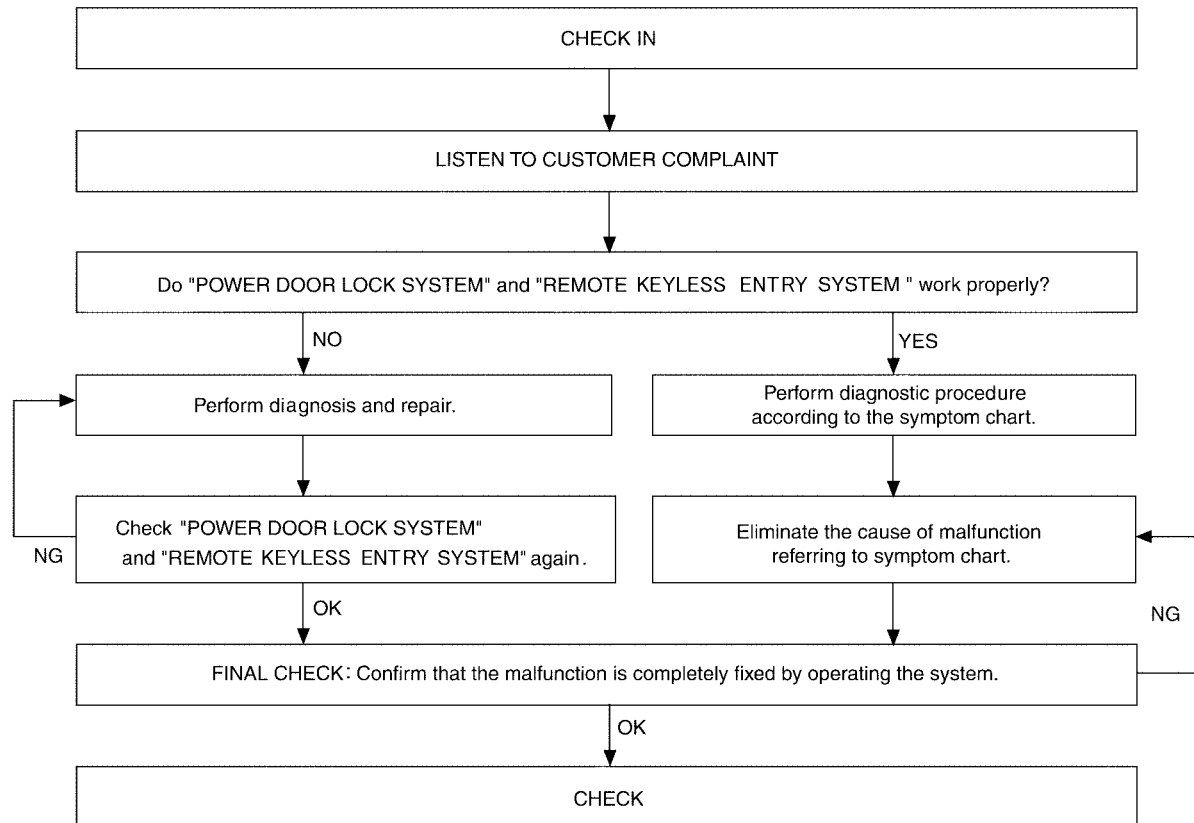 CHECK IN
LISTEN TO CUSTOMER COMPLAINT
Do "POWER DOOR LOCK SYSTEM" and "REMOTE KEYLESS ENTRY SYSTEM" work properly?
NO
YES
Perform diagnosis and repair.
Perform diagnostic procedure
according to the symptom chart.
Check "POWER DOOR LOCK SYSTEM"
and "REMOTE KEYLESS ENTRY SYSTEM" again.
NG
Eliminate the cause of malfunction
referring to symptom chart.
OK
NG
FINAL CHECK: Confirm that the malfunction is completely fixed by operating the system.
OK
CHECK